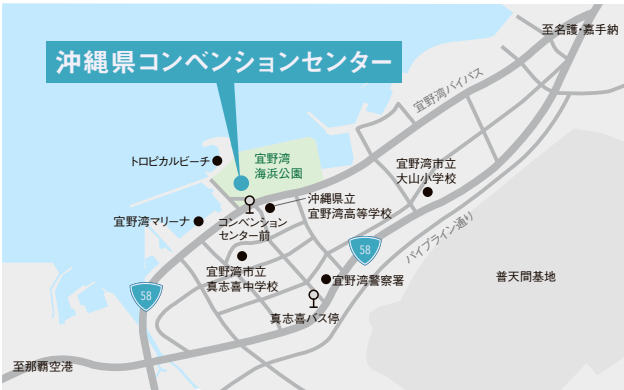 至名護・嘉手納
沖縄県コンベンションセンター
宜野湾バイパス
トロピカルビーチ
宜野湾
海浜公園
宜野湾市立
大山小学校
沖縄県立
宜野湾高等学校
宜野湾マリーナ
コンベンション
センター前
パイプライン通り
58
宜野湾市立
真志喜中学校
宜野湾警察署
普天間基地
58
真志喜バス停
至那覇空港